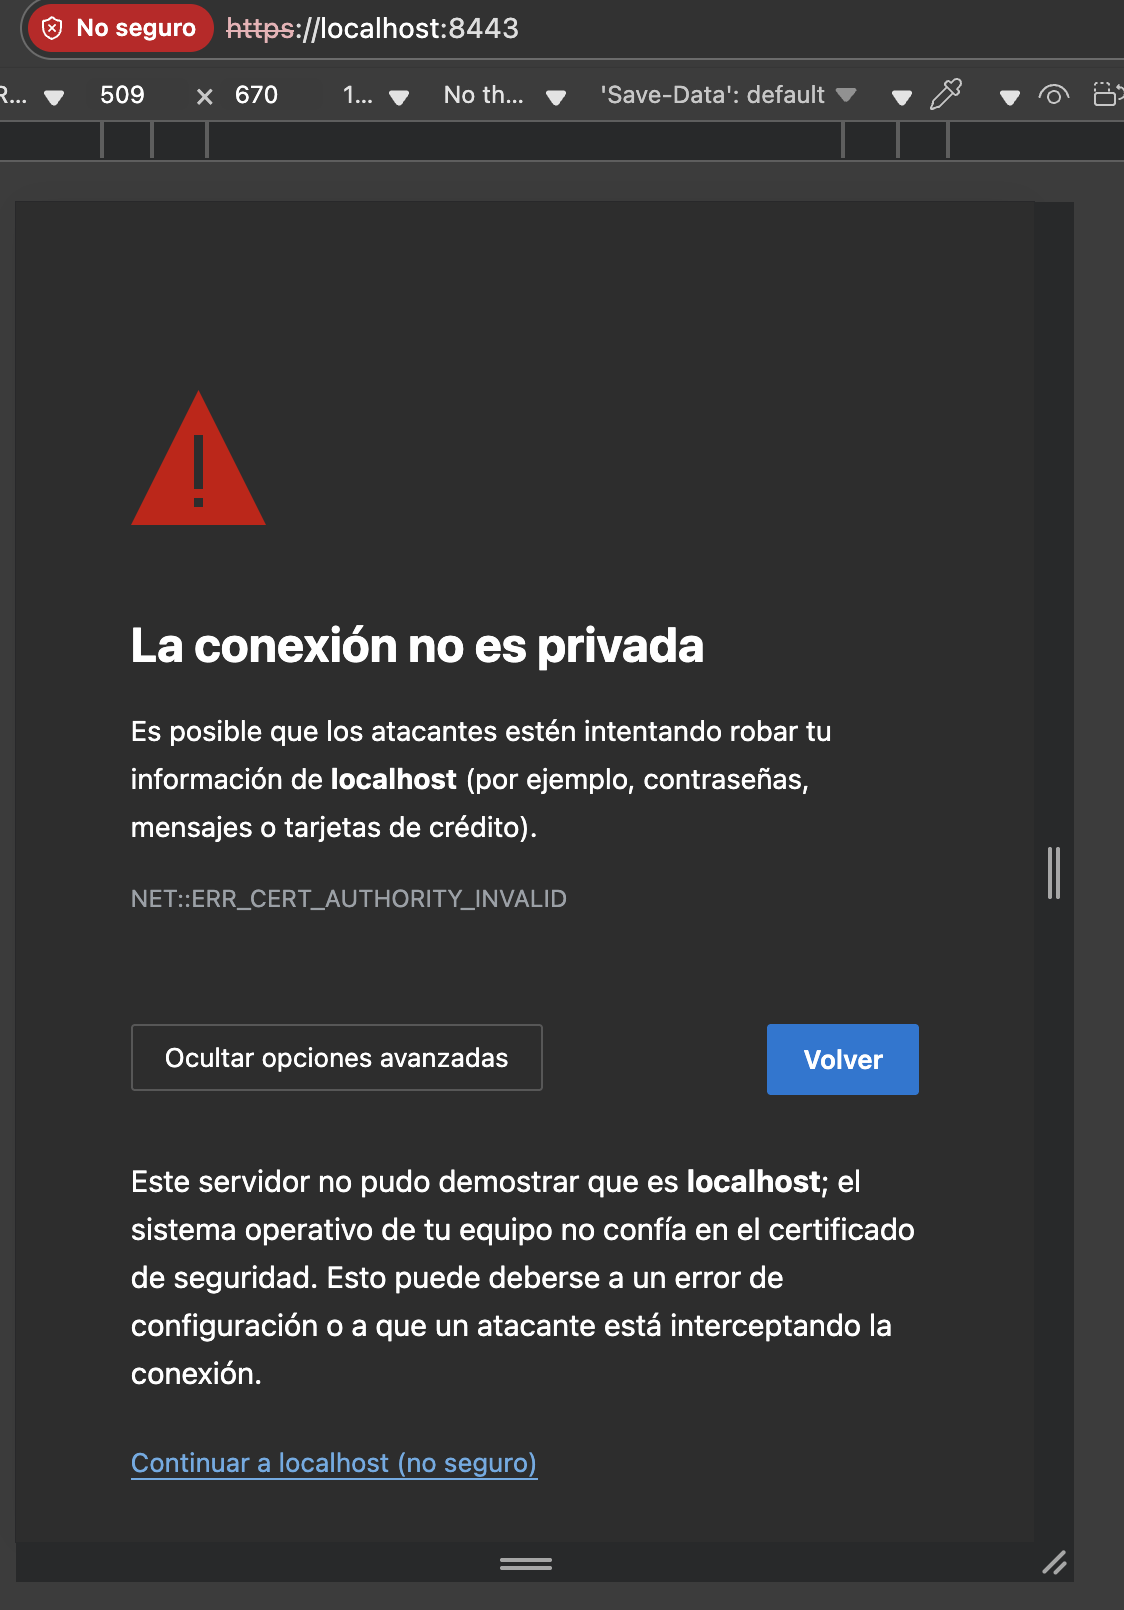 No seguro https://localhost:8443
R... 509 × 670 1... No th... 'Save-Data': default
La conexión no es privada
Es posible que los atacantes estén intentando robar tu
información de localhost (por ejemplo, contraseñas,
mensajes o tarjetas de crédito).
NET::ERR_CERT_AUTHORITY_INVALID
Ocultar opciones avanzadas Volver
Este servidor no pudo demostrar que es localhost; el
sistema operativo de tu equipo no confía en el certificado
de seguridad. Esto puede deberse a un error de
configuración o a que un atacante está interceptando la
conexión.
Continuar a localhost (no seguro)